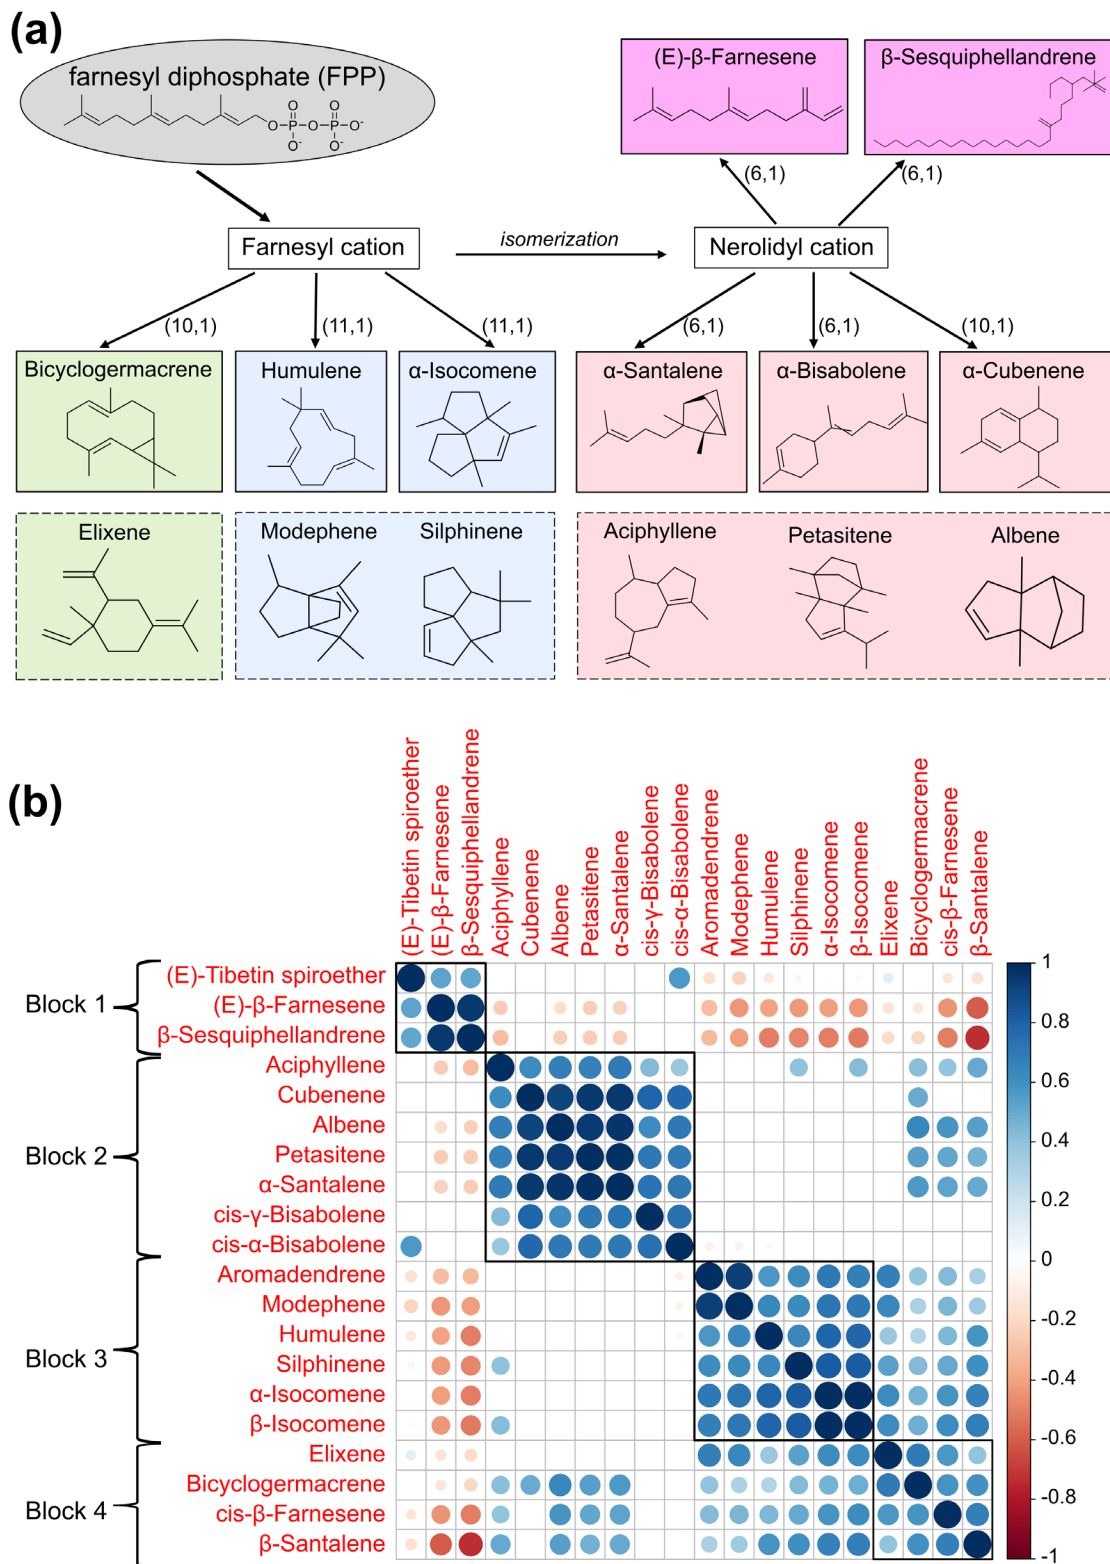 (a)
farnesyl diphosphate (FPP)
O P O P O-
O O
O- O-
(E)-β-Farnesene
β-Sesquiphellandrene
(6,1)
(6,1)
Farnesyl cation
isomerization
Nerolidyl cation
(10,1)
(11,1)
(11,1)
(6,1)
(6,1)
(10,1)
Bicyclogermacrene
Humulene
α-Isocomene
α-Santalene
α-Bisabolene
α-Cubenene
Elixene
Modephene
Silphinene
Aciphyllene
Petasitene
Albene
(b)
(E)-Tibetin spiroether
(E)-β-Farnesene
β-Sesquiphellandrene
Aciphyllene
Cubenene
Albene
Petasitene
α-Santalene
cis-γ-Bisabolene
cis-α-Bisabolene
Aromadendrene
Modephene
Humulene
Silphinene
α-Isocomene
β-Isocomene
Elixene
Bicyclogermacrene
cis-β-Farnesene
β-Santalene
Block 1
(E)-Tibetin spiroether
(E)-β-Farnesene
β-Sesquiphellandrene
Block 2
Aciphyllene
Cubenene
Albene
Petasitene
α-Santalene
cis-γ-Bisabolene
cis-α-Bisabolene
Block 3
Aromadendrene
Modephene
Humulene
Silphinene
α-Isocomene
β-Isocomene
Block 4
Elixene
Bicyclogermacrene
cis-β-Farnesene
β-Santalene
1
0.8
0.6
0.4
0.2
0
-0.2
-0.4
-0.6
-0.8
-1